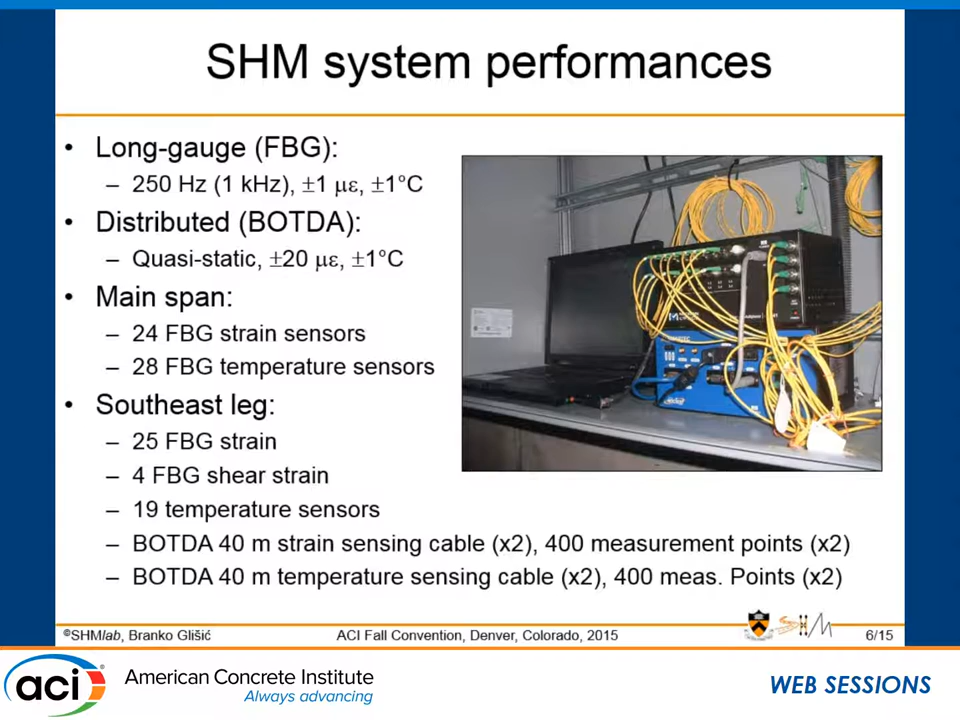 SHM system performances
• Long-gauge (FBG):
– 250 Hz (1 kHz), ±1 με, ±1°C
• Distributed (BOTDA):
– Quasi-static, ±20 με, ±1°C
• Main span:
– 24 FBG strain sensors
– 28 FBG temperature sensors
• Southeast leg:
– 25 FBG strain
– 4 FBG shear strain
– 19 temperature sensors
– BOTDA 40 m strain sensing cable (x2), 400 measurement points (x2)
– BOTDA 40 m temperature sensing cable (x2), 400 meas. Points (x2)
©SHMlab, Branko Glišić
ACI Fall Convention, Denver, Colorado, 2015
SHM
6/15
aci®
American Concrete Institute
Always advancing
WEB SESSIONS